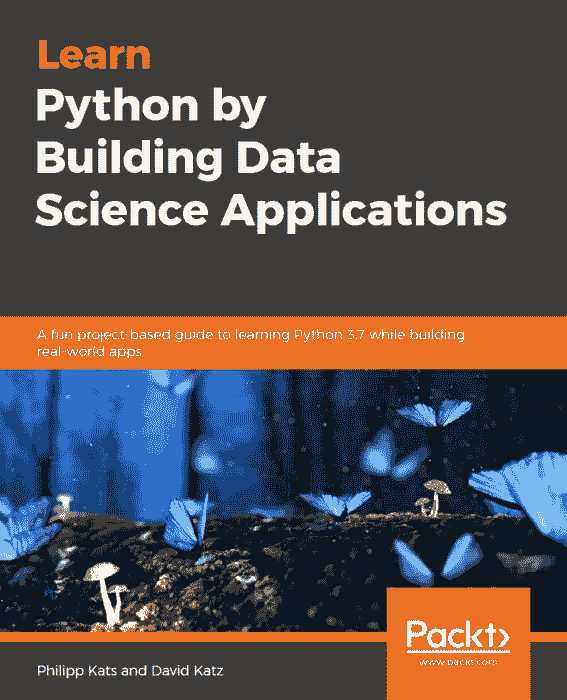 Learn
Python by
Building Data
Science Applications
A fun project-based guide to learning Python 3.7 while building
real-world apps
Packt>
www.packt.com
Philipp Kats and David Katz